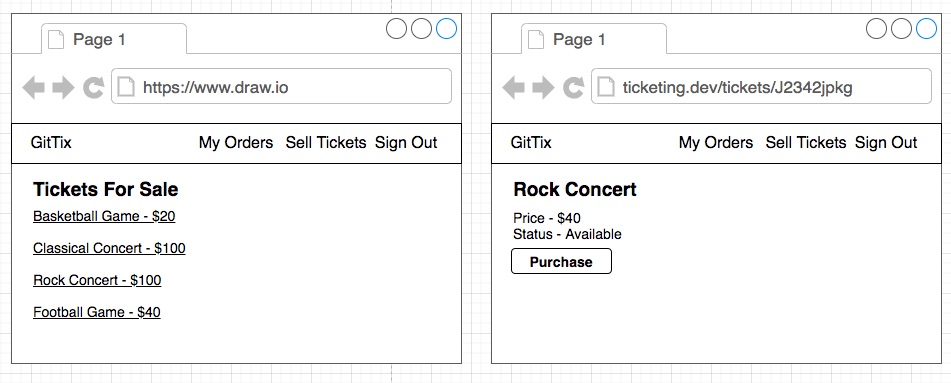 Page 1
https://www.draw.io
GitTix My Orders Sell Tickets Sign Out
Tickets For Sale
Basketball Game - $20
Classical Concert - $100
Rock Concert - $100
Football Game - $40
Page 1
ticketing.dev/tickets/J2342jpkg
GitTix My Orders Sell Tickets Sign Out
Rock Concert
Price - $40
Status - Available
Purchase